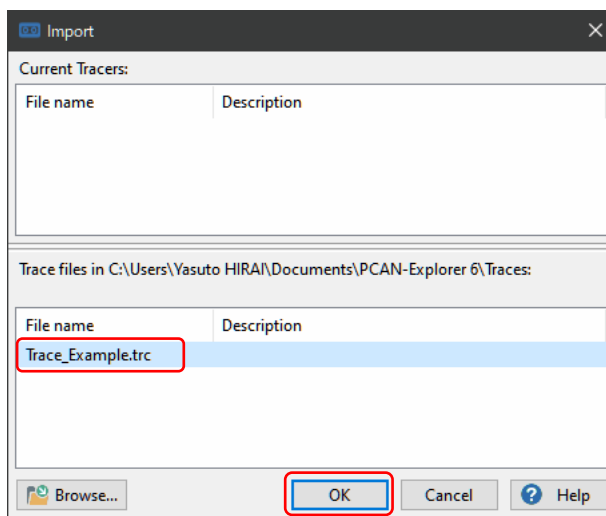 Import
Current Tracers:
File name Description
Trace files in C:\Users\Yasuto HIRAI\Documents\PCAN-Explorer 6\Traces:
File name Description
Trace_Example.trc
Browse... OK Cancel Help